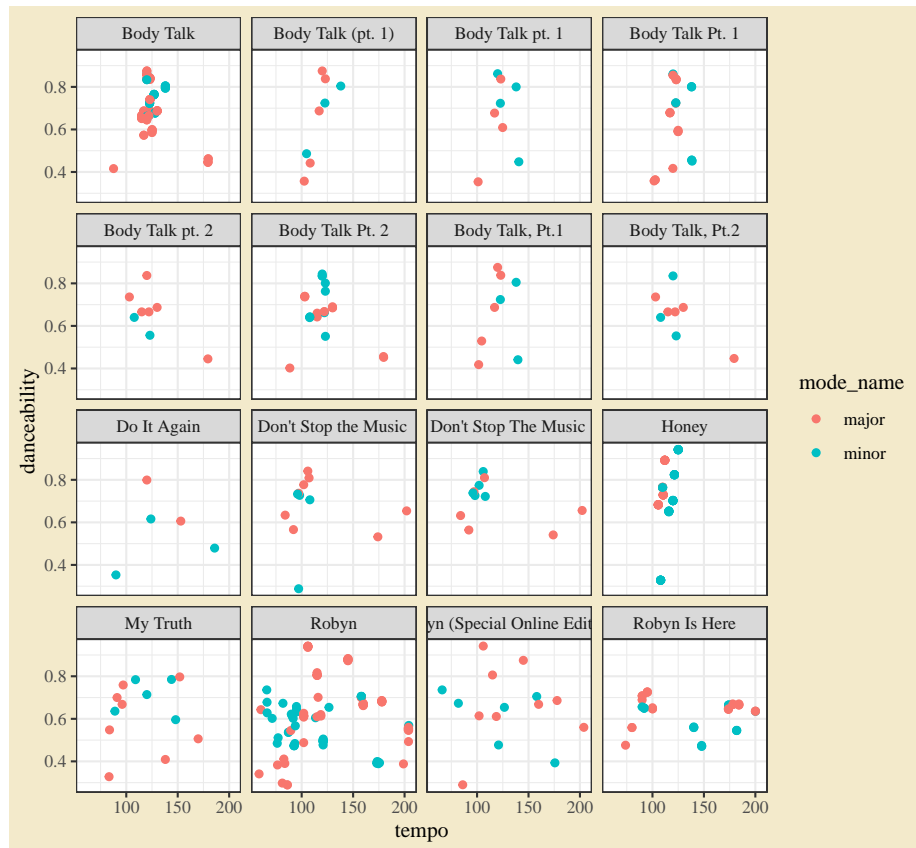 Body Talk
Body Talk (pt. 1)
Body Talk pt. 1
Body Talk Pt. 1
0.8
0.6
0.4
Body Talk pt. 2
Body Talk Pt. 2
Body Talk, Pt.1
Body Talk, Pt.2
0.8
0.6
0.4
Do It Again
Don't Stop the Music
Don't Stop The Music
Honey
0.8
0.6
0.4
My Truth
Robyn
yn (Special Online Edit
Robyn Is Here
0.8
0.6
0.4
100 150 200
100 150 200
100 150 200
100 150 200
tempo
danceability
mode_name
major
minor